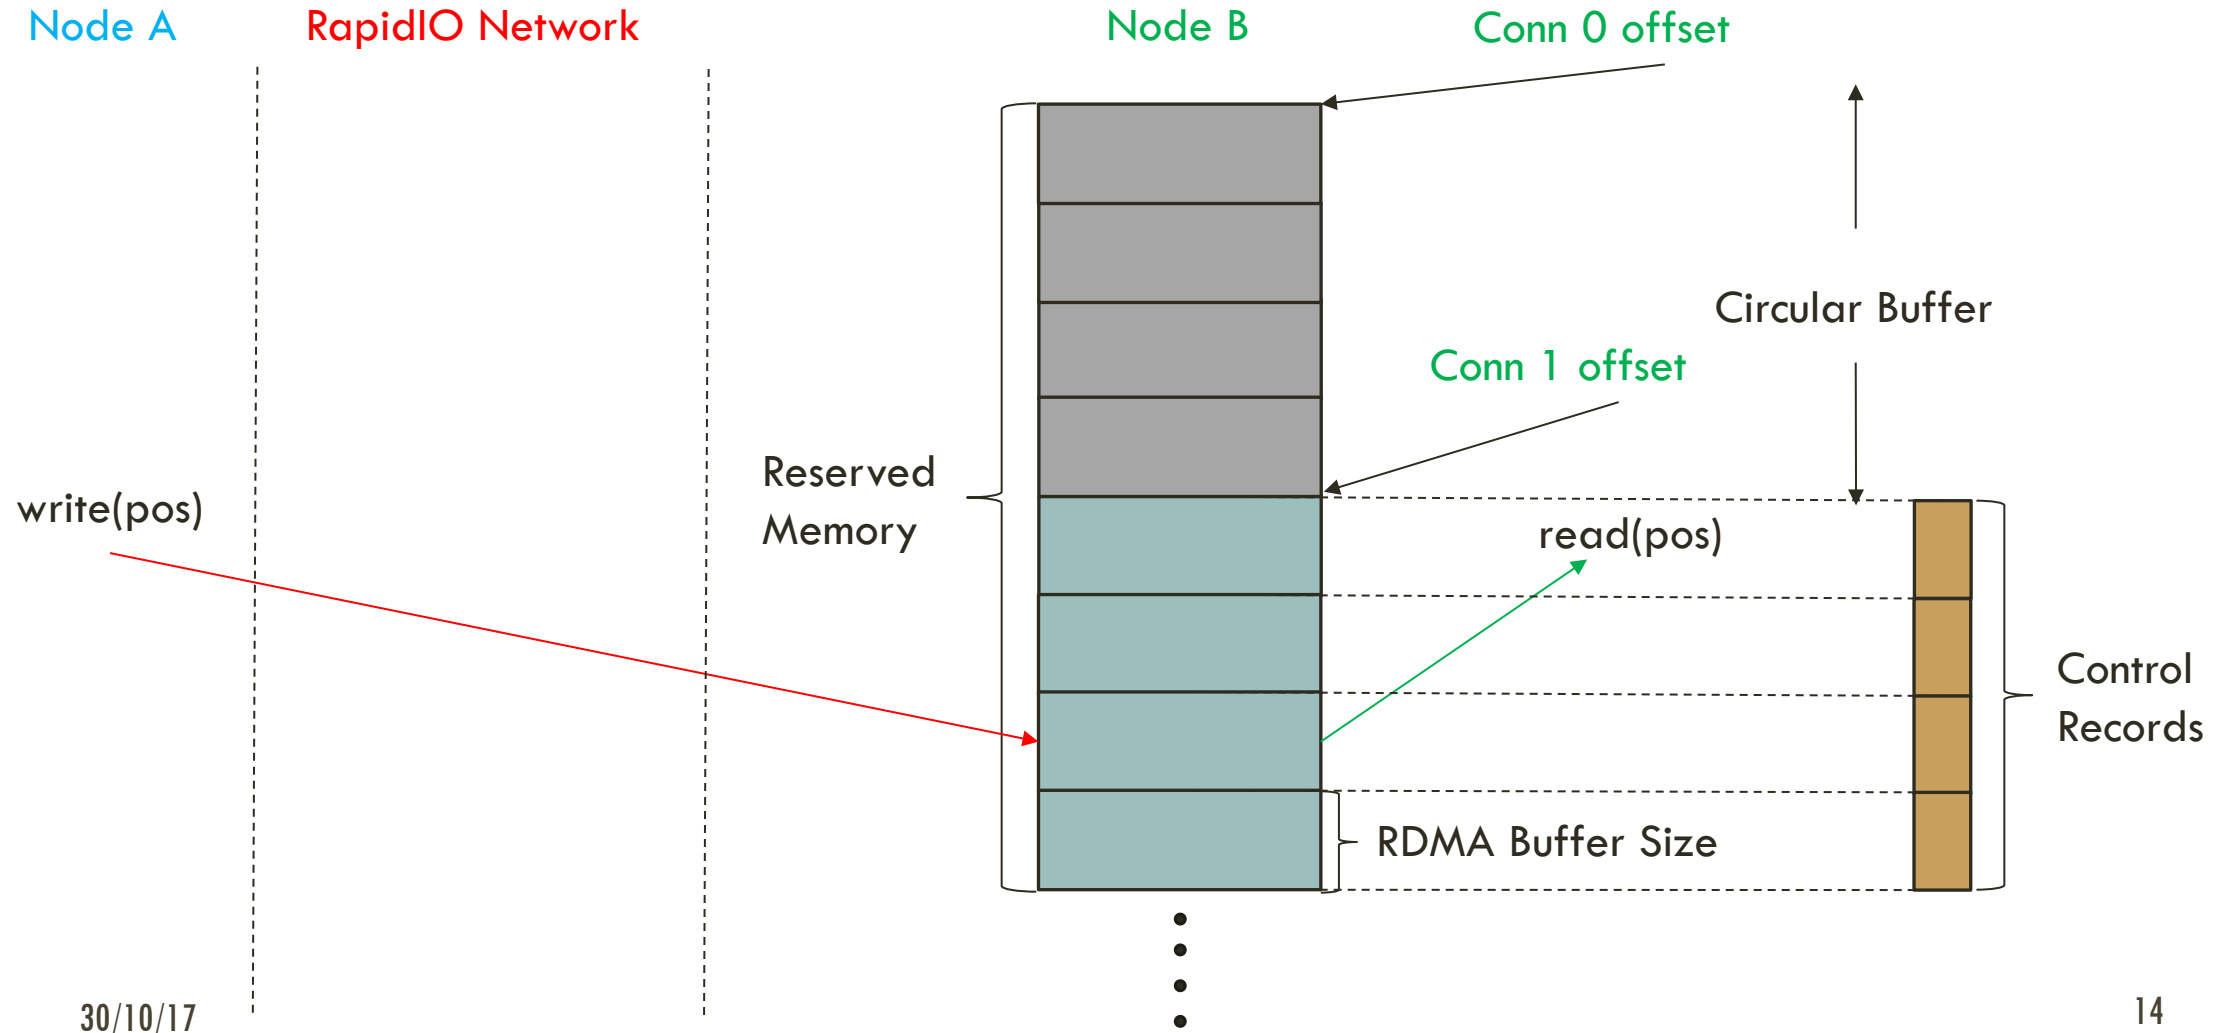 Node A
RapidIO Network
Node B
Conn 0 offset
Circular Buffer
Conn 1 offset
Reserved
Memory
write(pos)
read(pos)
Control
Records
RDMA Buffer Size
30/10/17
14